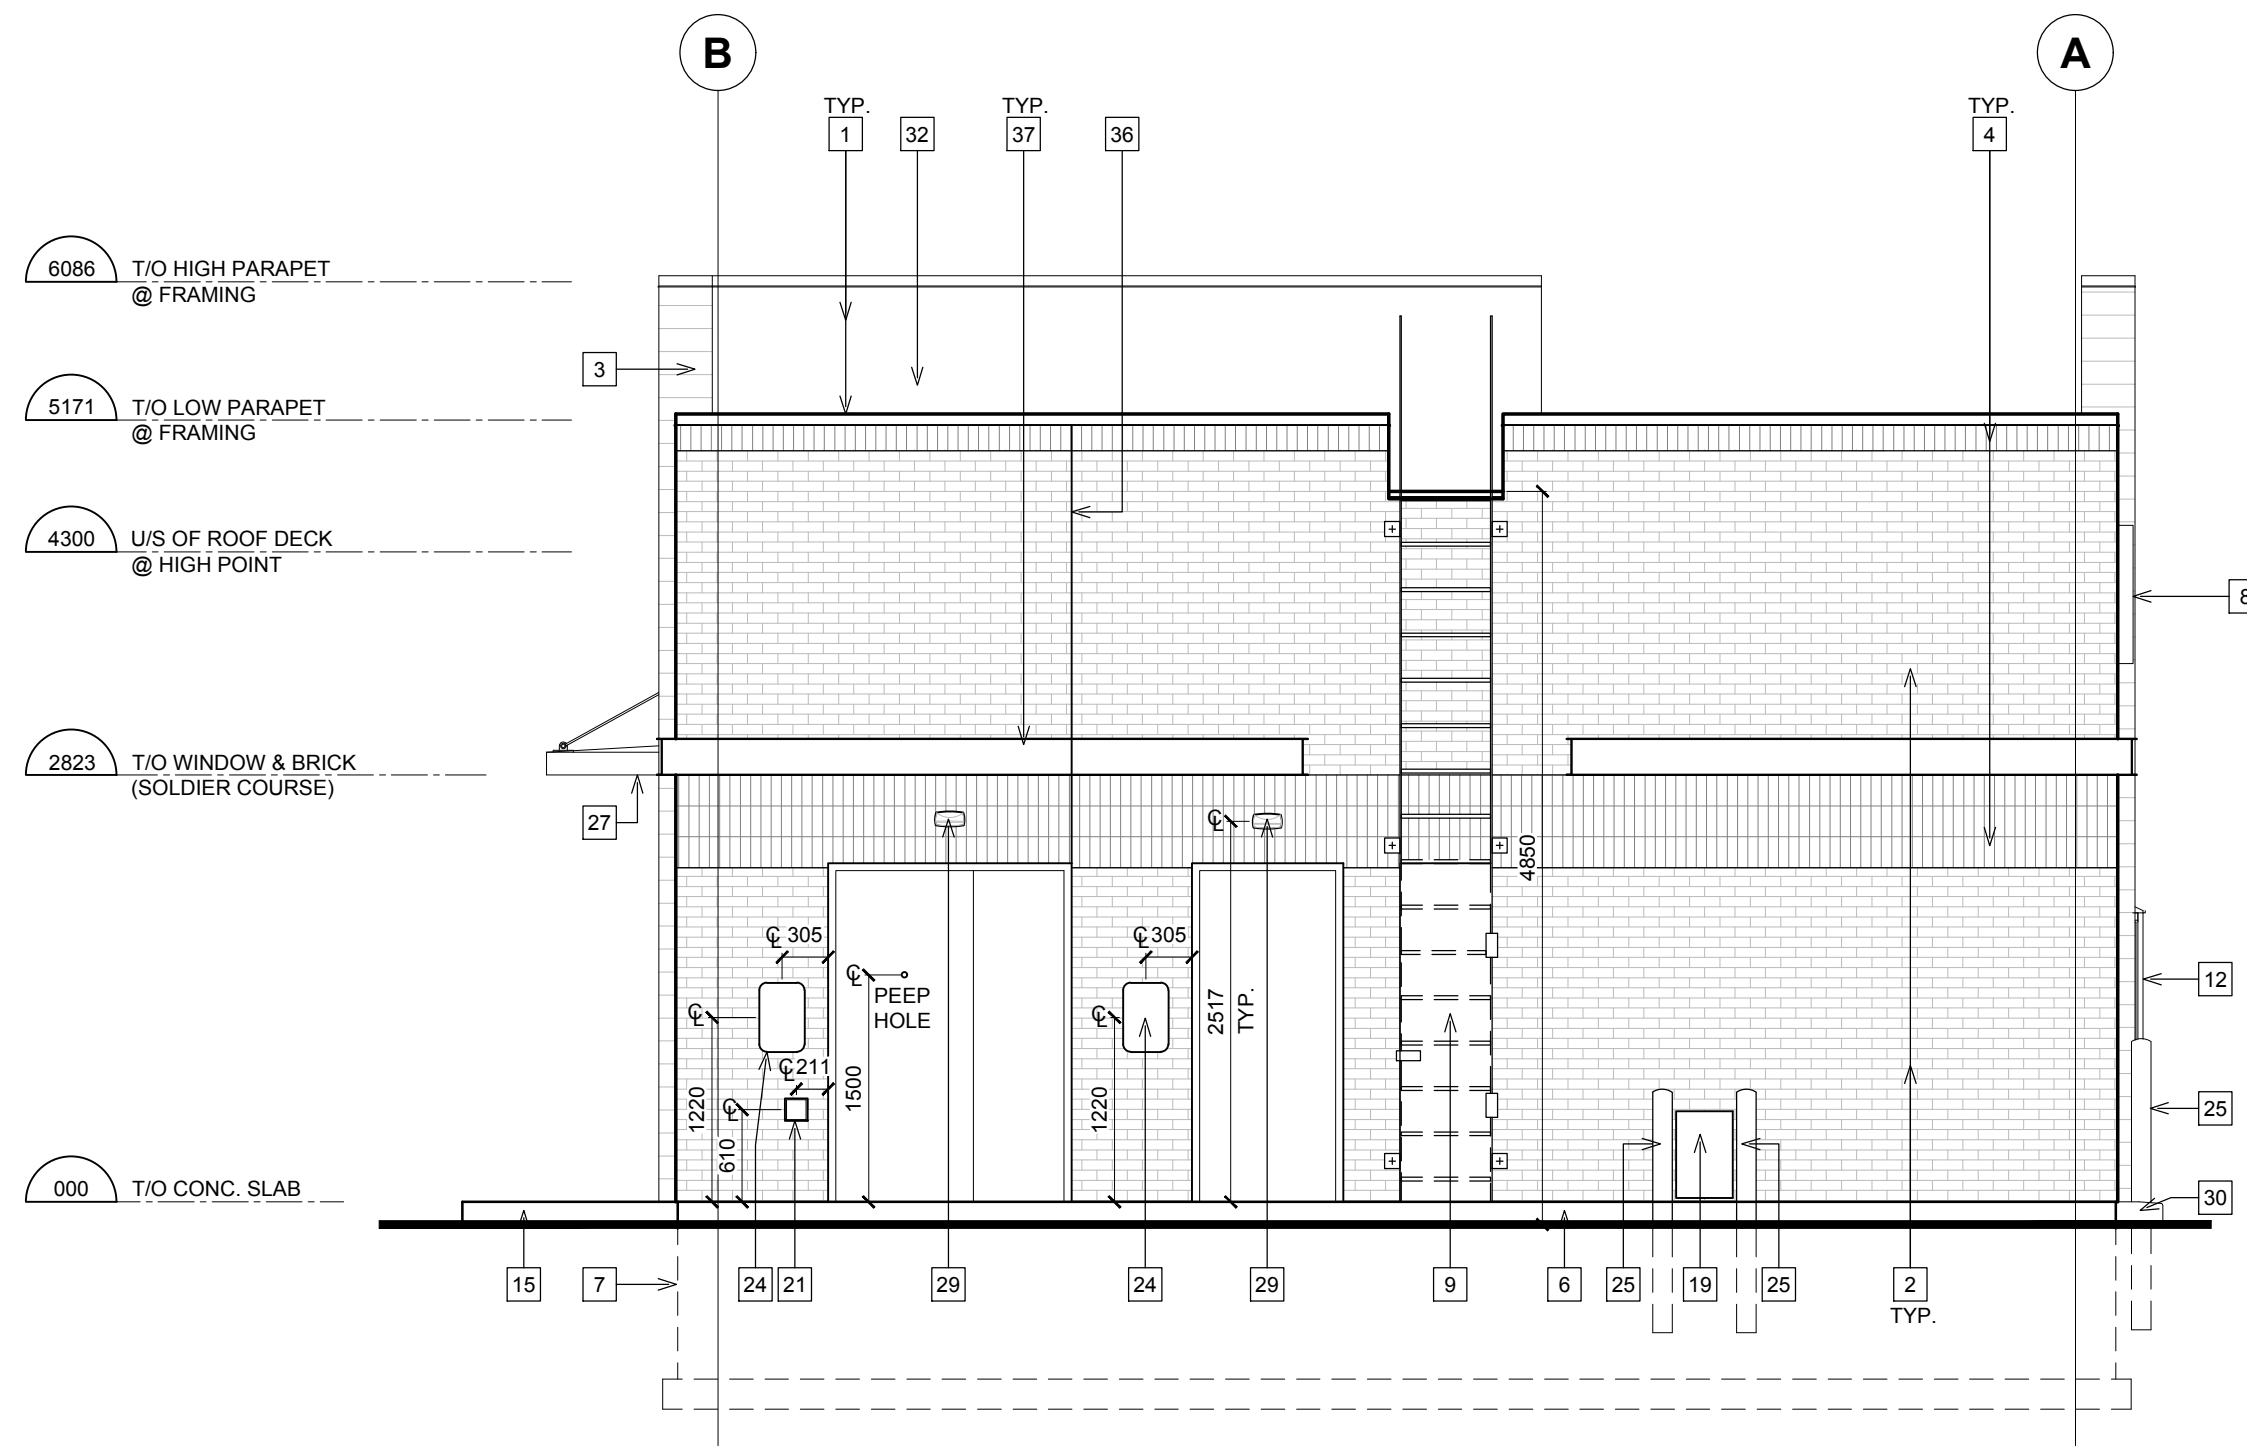 B
A
TYP.
1
32
TYP.
37
36
TYP.
4
6086
T/O HIGH PARAPET
@ FRAMING
3
5171
T/O LOW PARAPET
@ FRAMING
4300
U/S OF ROOF DECK
@ HIGH POINT
8
2823
T/O WINDOW & BRICK
(SOLDIER COURSE)
27
℄
4850
℄ 305
℄ 305
℄
PEEP
HOLE
2517
TYP.
12
℄
℄
℄ 211
1500
1220
℄
610
1220
25
25
25
000
T/O CONC. SLAB
30
15
7
24
21
29
24
29
9
6
19
2
TYP.